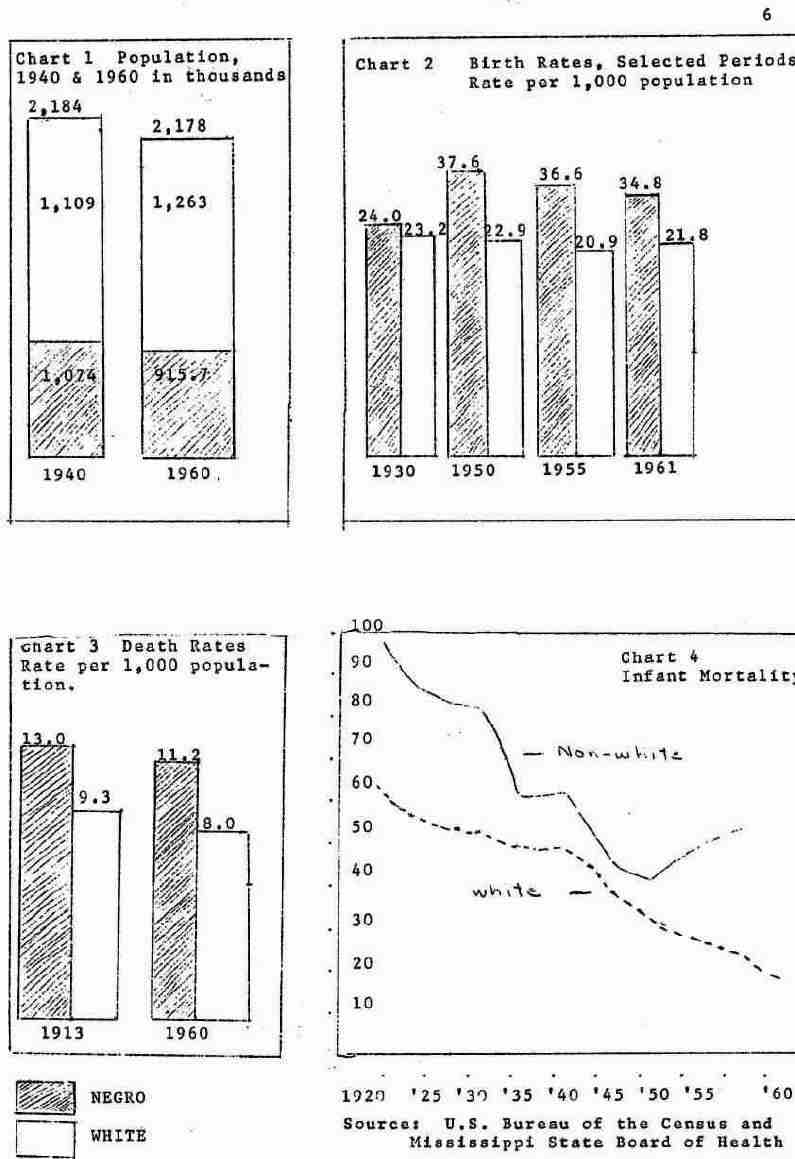 6
Chart 1 Population,
1940 & 1960 in thousands
2,184
2,178
1,109
1,263
1,074
915.7
1940
1960
Chart 2 Birth Rates, Selected Periods
Rate per 1,000 population
24.0
23.2
37.6
22.9
36.6
20.9
34.8
21.8
1930
1950
1955
1961
Chart 3 Death Rates
Rate per 1,000 popula-
tion.
13.0
9.3
11.2
8.0
1913
1960
NEGRO
WHITE
Chart 4
Infant Mortality
100
90
80
70
60
50
40
30
20
10
Non-white
white
1920 '25 '30 '35 '40 '45 '50 '55 '60
Source: U.S. Bureau of the Census and
Mississippi State Board of Health